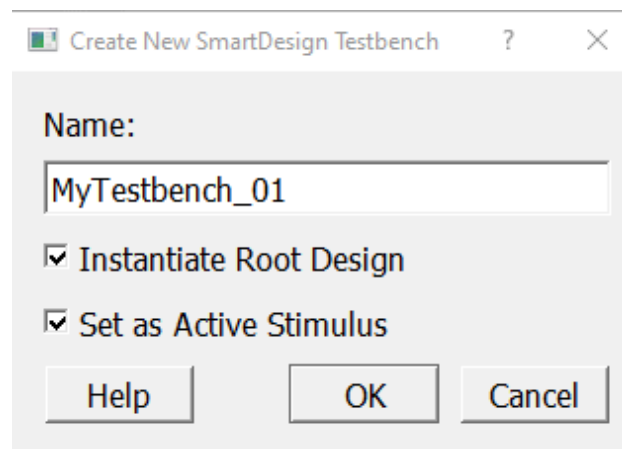 Create New SmartDesign Testbench ?
Name:
MyTestbench_01
Instantiate Root Design
Set as Active Stimulus
Help OK Cancel